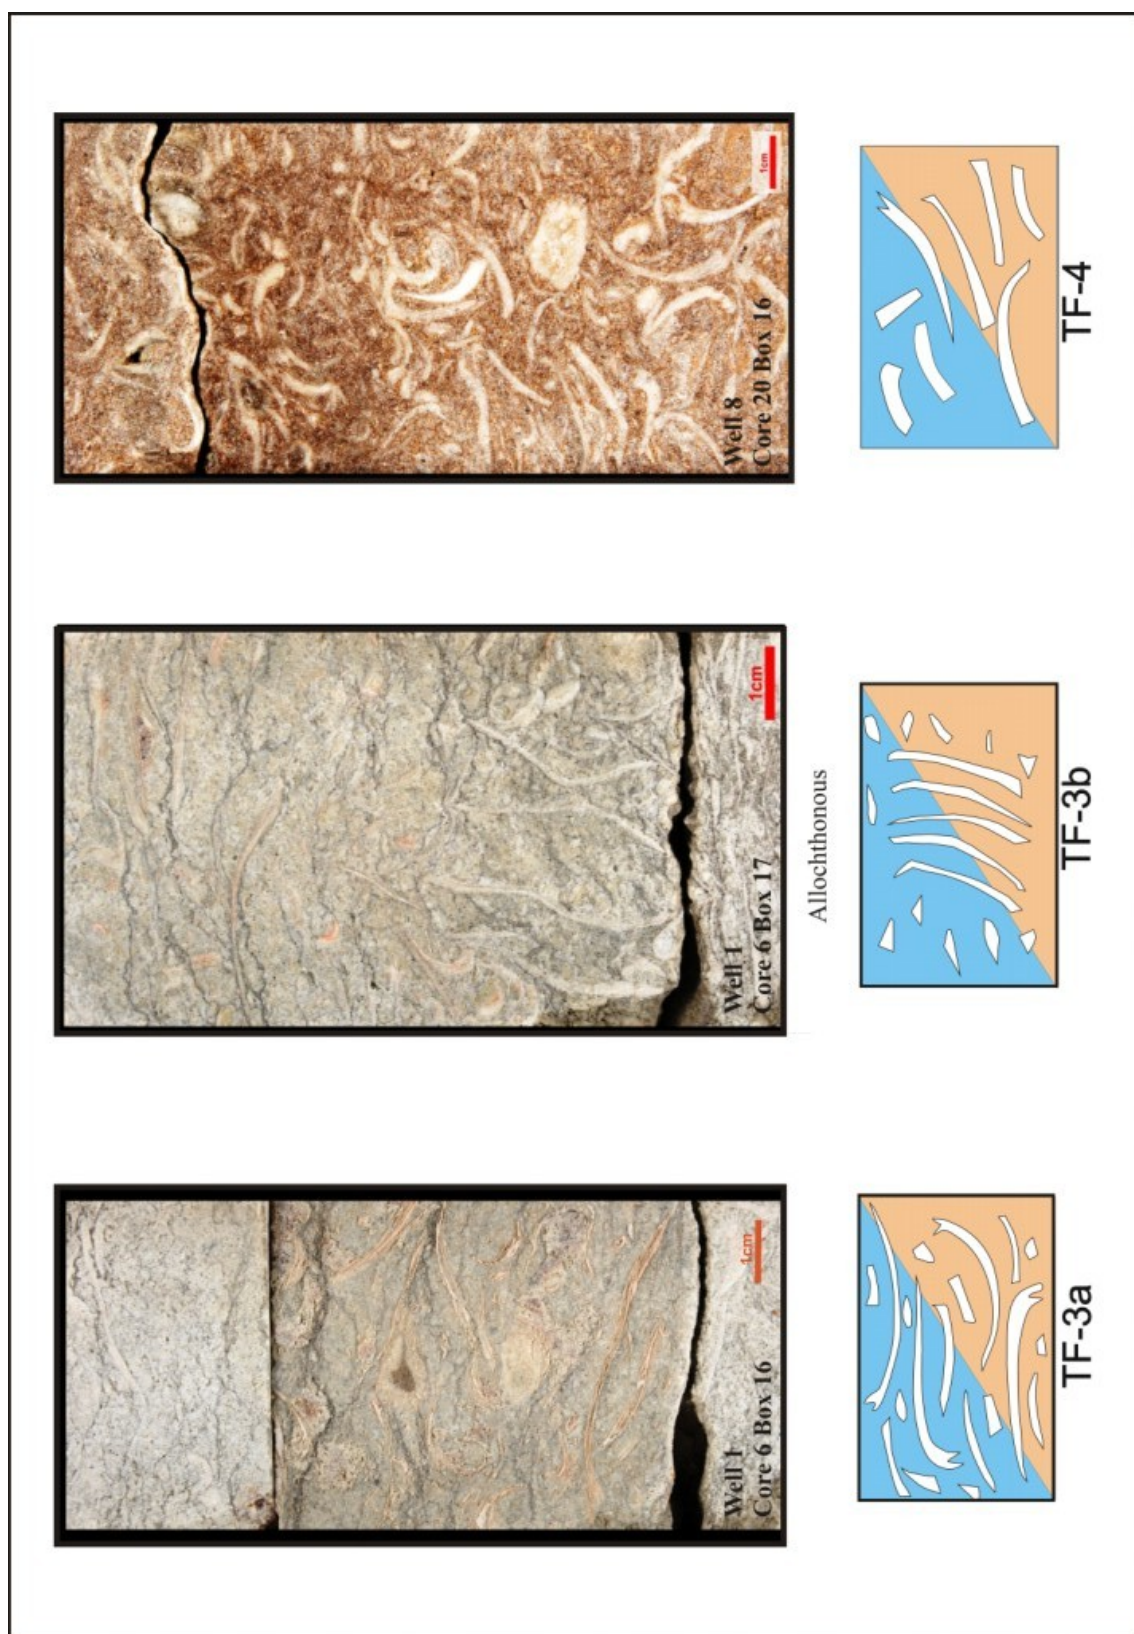 Well 1
Core 6 Box 16
1cm
Well 1
Core 6 Box 17
1cm
Well 8
Core 20 Box 16
1cm
Allochthonous
TF-3a
TF-3b
TF-4